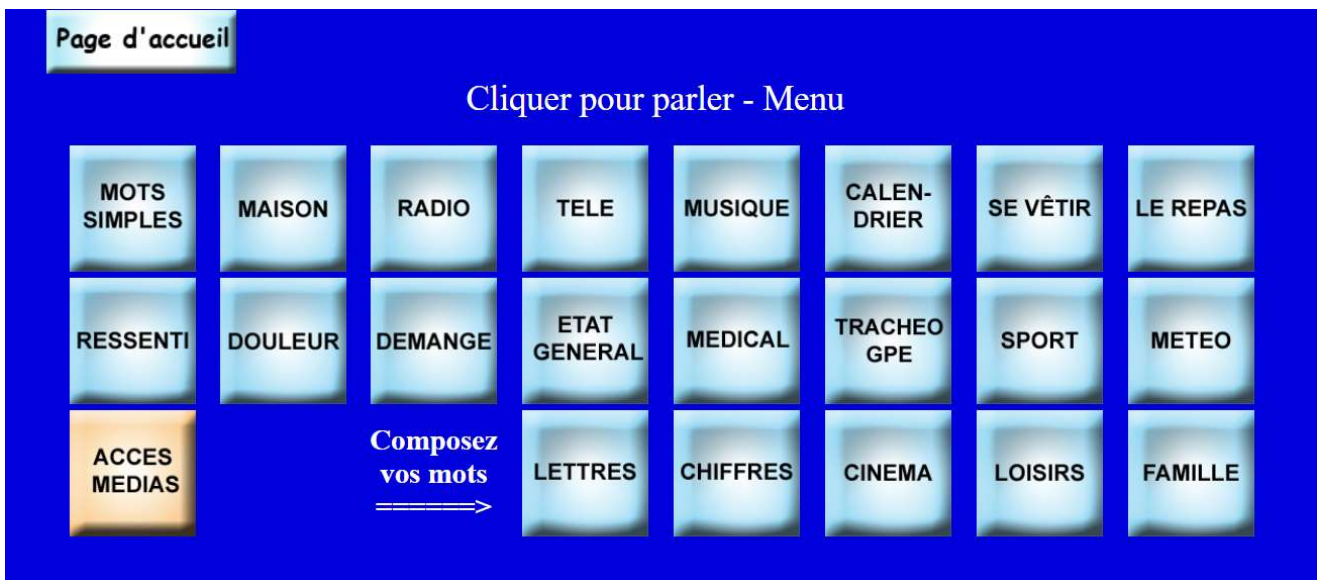 Page d'accueil
Cliquer pour parler - Menu
MOTS
SIMPLES
MAISON
RADIO
TELE
MUSIQUE
CALEN-
DRIER
SE VÊTIR
LE REPAS
RESSENTI
DOULEUR
DEMANGE
ETAT
GENERAL
MEDICAL
TRACHEO
GPE
SPORT
METEO
ACCES
MEDIAS
Composez
vos mots
======>
LETTRES
CHIFFRES
CINEMA
LOISIRS
FAMILLE